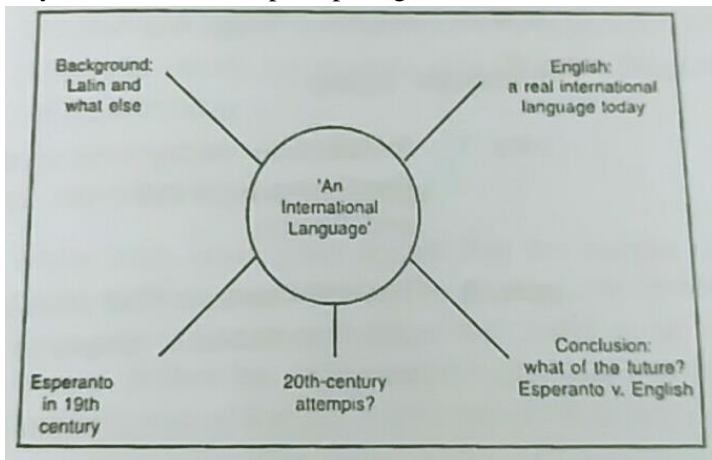 Background:
Latin and
what else
English:
a real international
language today
'An
International
Language'
Esperanto
in 19th
century
20th-century
attempts?
Conclusion:
what of the future?
Esperanto v. English